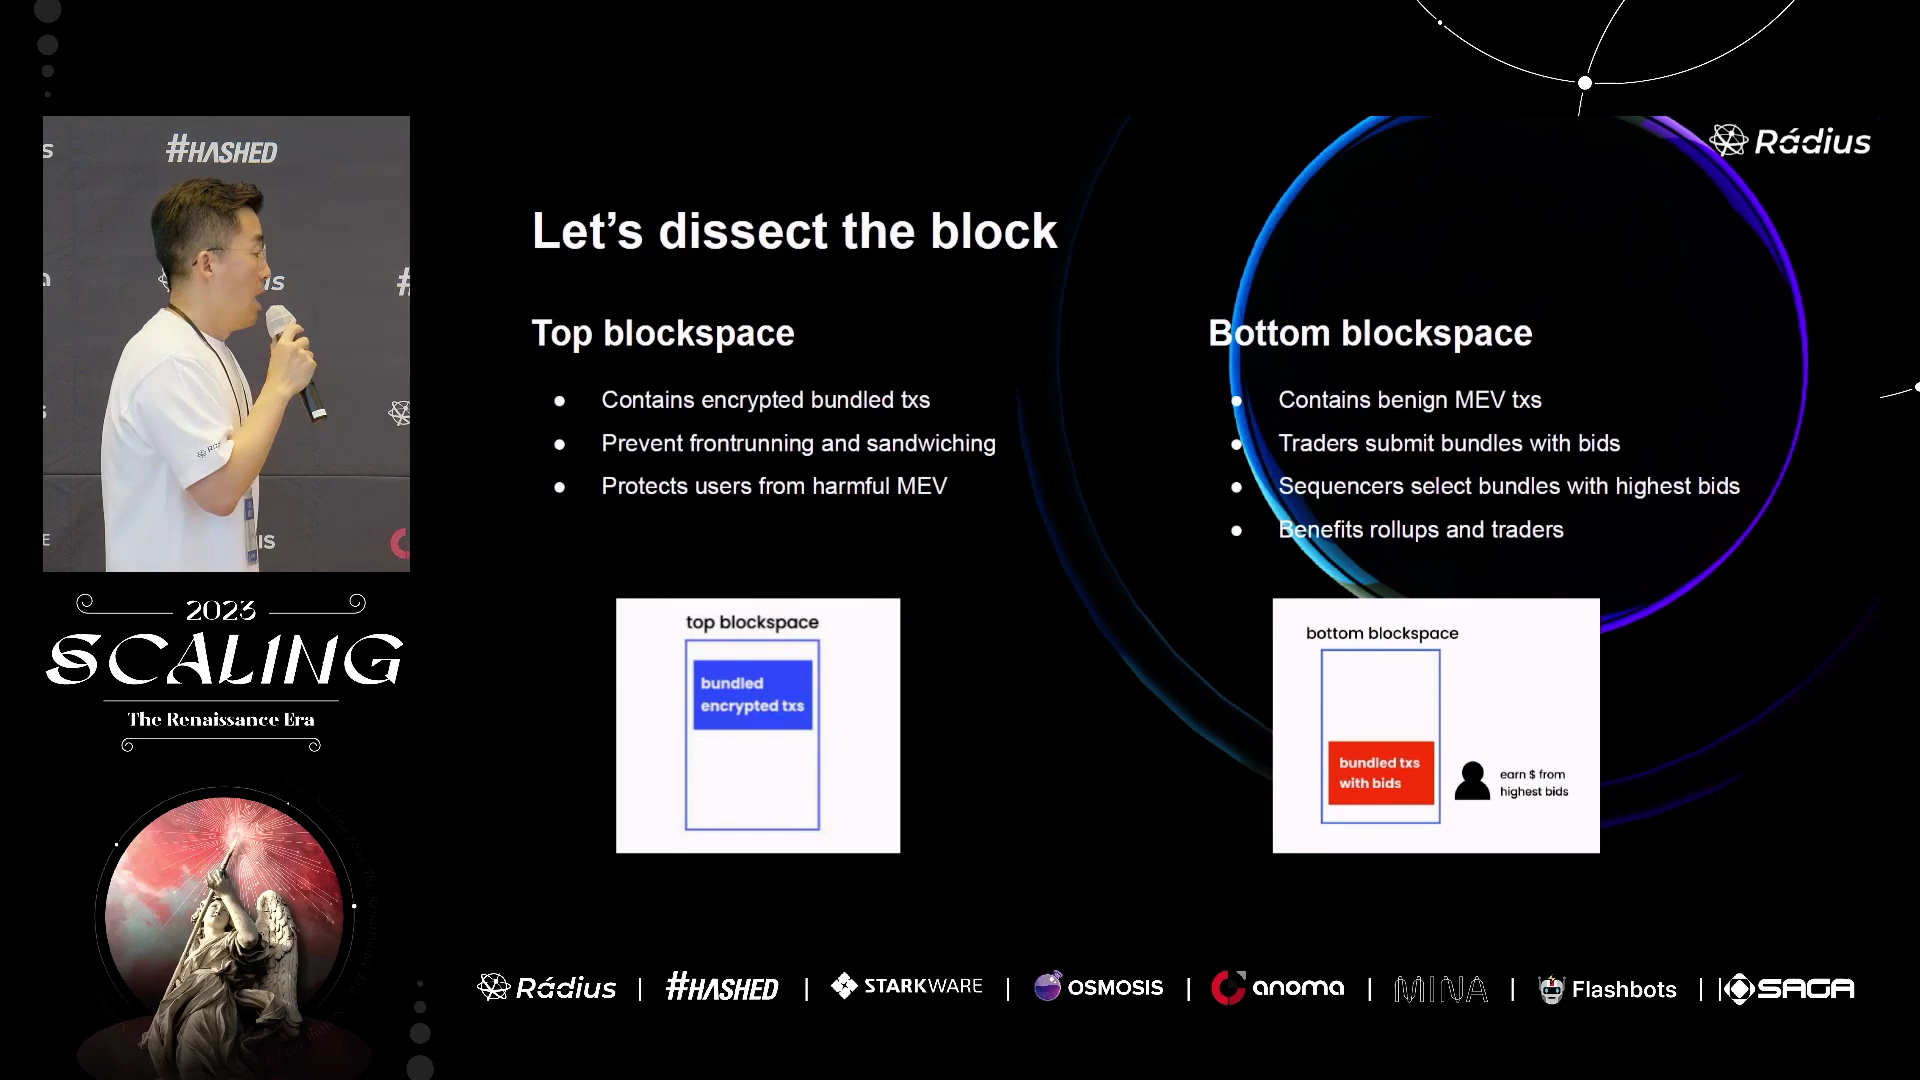 #HASHED
2023
SCALING
The Renaissance Era
Rádius
Let's dissect the block
Top blockspace
● Contains encrypted bundled txs
● Prevent frontrunning and sandwiching
● Protects users from harmful MEV
top blockspace
bundled
encrypted txs
Bottom blockspace
● Contains benign MEV txs
● Traders submit bundles with bids
● Sequencers select bundles with highest bids
● Benefits rollups and traders
bottom blockspace
bundled txs
with bids
earn $ from
highest bids
Rádius | #HASHED | STARKWARE | OSMOSIS | anoma | MINA | Flashbots | SAGA